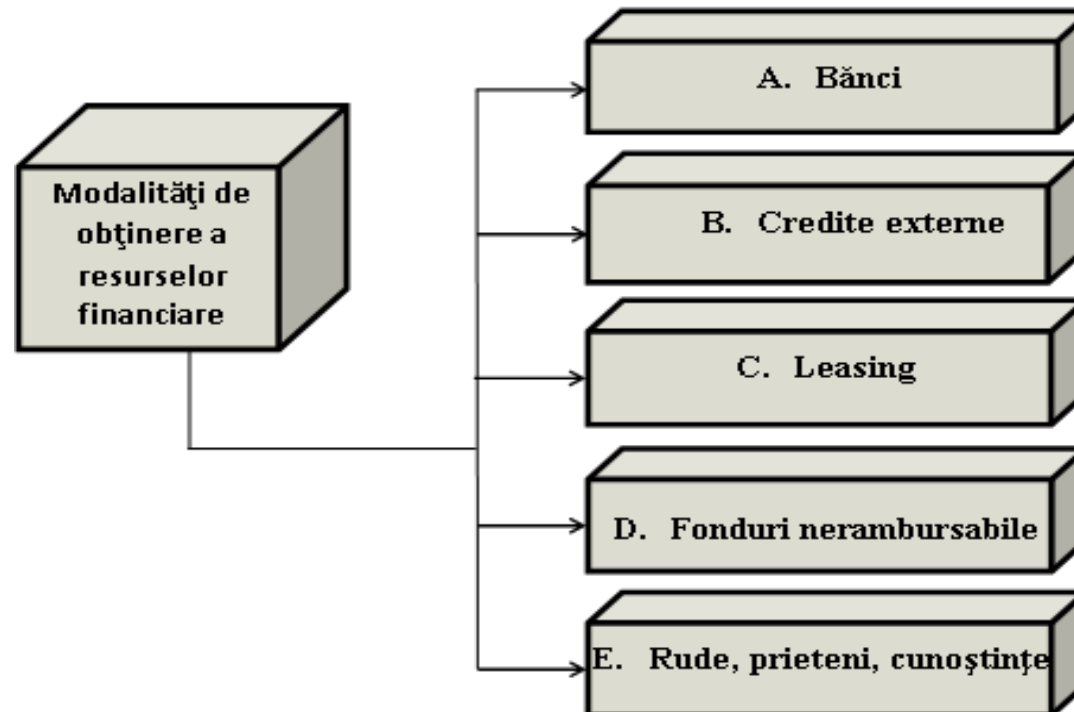 Modalităţi de
obţinere a
resurselor
financiare
A. Bănci
B. Credite externe
C. Leasing
D. Fonduri nerambursabile
E. Rude, prieteni, cunoştinţe